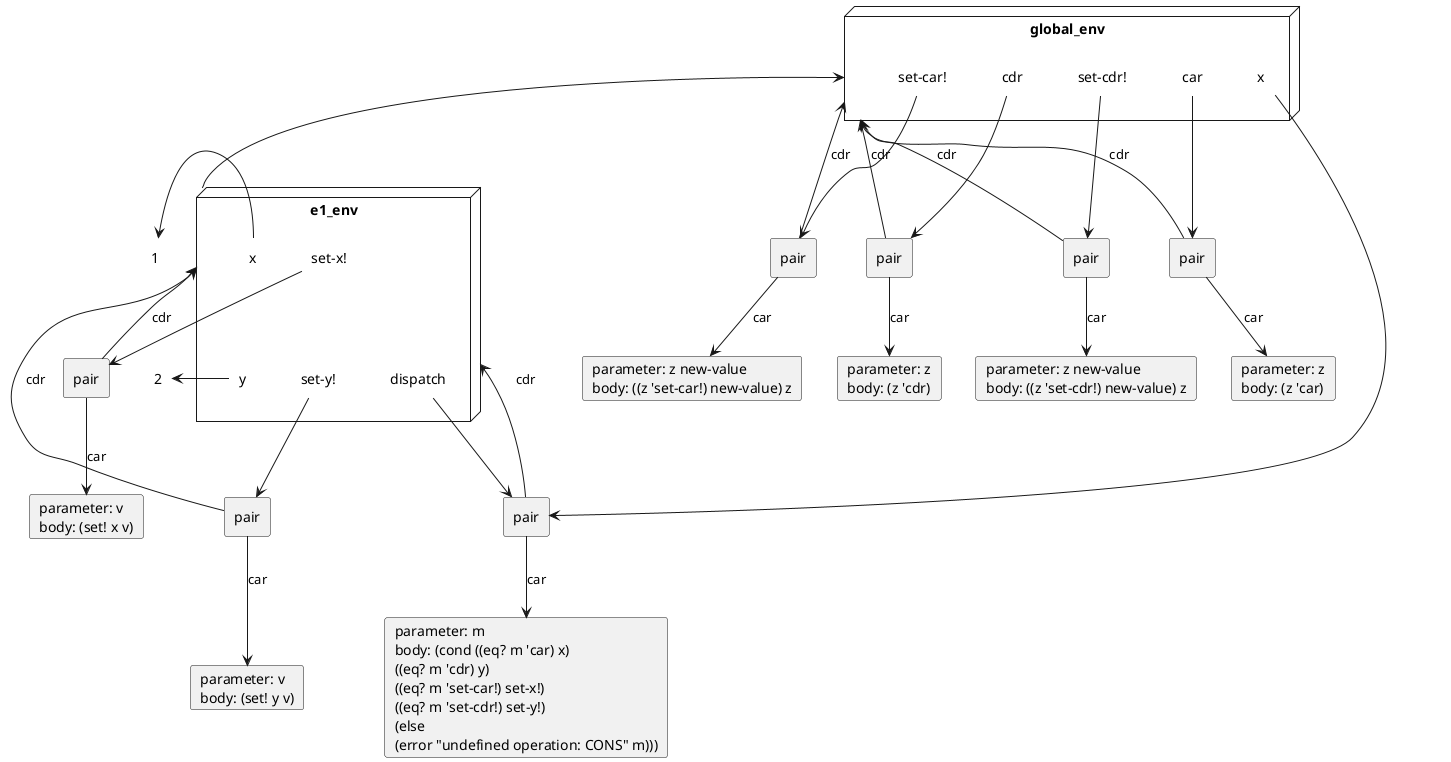 global_env
set-car!
cdr
set-cdr!
car
x
cdr
cdr
cdr
cdr
e1_env
1
x
set-x!
pair
pair
pair
pair
cdr
car
car
car
car
pair
2
y
set-y!
dispatch
cdr
cdr
parameter: z new-value
body: ((z 'set-car!) new-value) z
parameter: z
body: (z 'cdr)
parameter: z new-value
body: ((z 'set-cdr!) new-value) z
parameter: z
body: (z 'car)
car
parameter: v
body: (set! x v)
pair
pair
car
car
parameter: v
body: (set! y v)
parameter: m
body: (cond ((eq? m 'car) x)
((eq? m 'cdr) y)
((eq? m 'set-car!) set-x!)
((eq? m 'set-cdr!) set-y!)
(else
(error "undefined operation: CONS" m)))